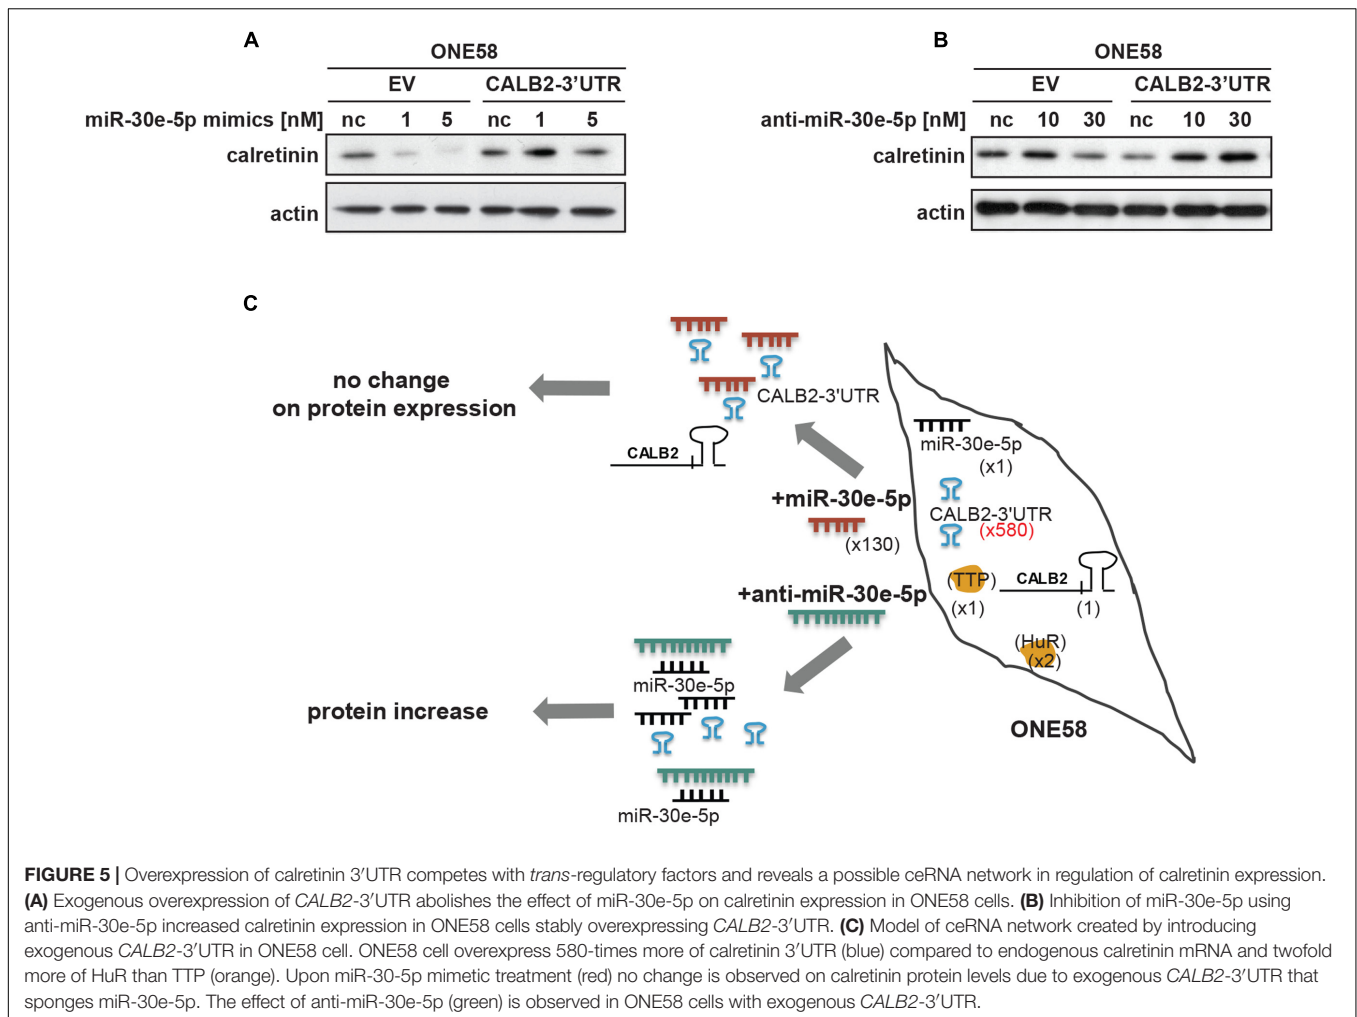 A
ONE58
EV CALB2-3'UTR
miR-30e-5p mimics [nM] nc 1 5 nc 1 5
calretinin
actin
B
ONE58
EV CALB2-3'UTR
anti-miR-30e-5p [nM] nc 10 30 nc 10 30
calretinin
actin
C
no change
on protein expression
CALB2-3'UTR
CALB2
+miR-30e-5p
(x130)
+anti-miR-30e-5p
miR-30e-5p
protein increase
miR-30e-5p
miR-30e-5p
(x1)
CALB2-3'UTR
(x580)
(TTP)
(x1)
CALB2
(1)
(HuR)
(x2)
ONE58
FIGURE 5 | Overexpression of calretinin 3′UTR competes with trans-regulatory factors and reveals a possible ceRNA network in regulation of calretinin expression.
(A) Exogenous overexpression of CALB2-3′UTR abolishes the effect of miR-30e-5p on calretinin expression in ONE58 cells. (B) Inhibition of miR-30e-5p using
anti-miR-30e-5p increased calretinin expression in ONE58 cells stably overexpressing CALB2-3′UTR. (C) Model of ceRNA network created by introducing
exogenous CALB2-3′UTR in ONE58 cell. ONE58 cell overexpress 580-times more of calretinin 3′UTR (blue) compared to endogenous calretinin mRNA and twofold
more of HuR than TTP (orange). Upon miR-30-5p mimetic treatment (red) no change is observed on calretinin protein levels due to exogenous CALB2-3′UTR that
sponges miR-30e-5p. The effect of anti-miR-30e-5p (green) is observed in ONE58 cells with exogenous CALB2-3′UTR.